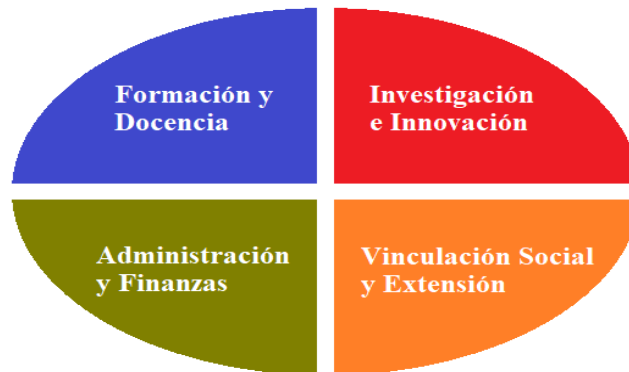 Formación y
Docencia
Investigación
e Innovación
Administración
y Finanzas
Vinculación Social
y Extensión